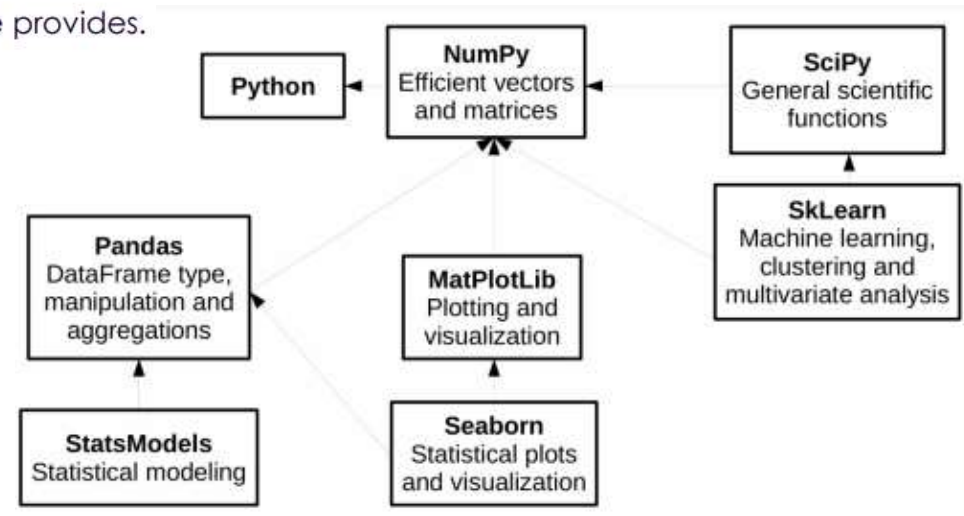 provides.
Python
NumPy
Efficient vectors
and matrices
SciPy
General scientific
functions
Pandas
DataFrame type,
manipulation and
aggregations
MatPlotLib
Plotting and
visualization
SkLearn
Machine learning,
clustering and
multivariate analysis
StatsModels
Statistical modeling
Seaborn
Statistical plots
and visualization